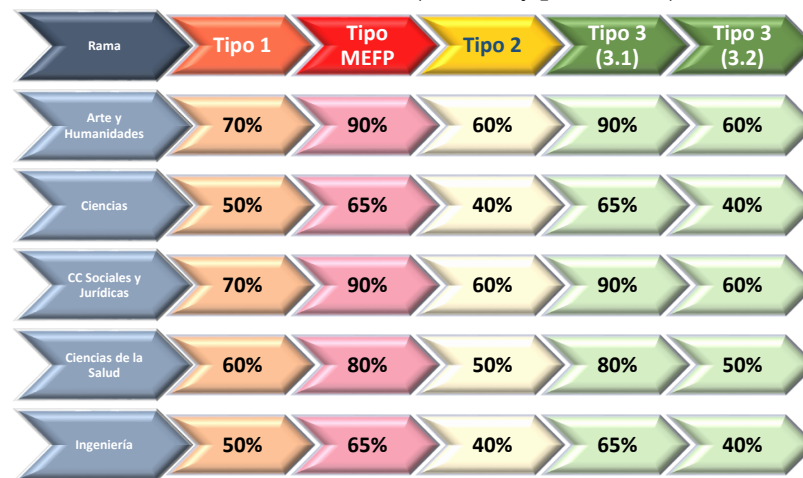 Rama
Tipo 1
Tipo
MEFP
Tipo 2
Tipo 3
(3.1)
Tipo 3
(3.2)
Arte y
Humanidades
70%
90%
60%
90%
60%
Ciencias
50%
65%
40%
65%
40%
CC Sociales y
Jurídicas
70%
90%
60%
90%
60%
Ciencias de la
Salud
60%
80%
50%
80%
50%
Ingeniería
50%
65%
40%
65%
40%